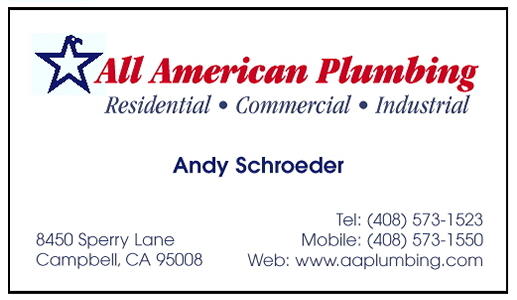 All American Plumbing
Residential • Commercial • Industrial
Andy Schroeder
8450 Sperry Lane
Campbell, CA 95008
Tel: (408) 573-1523
Mobile: (408) 573-1550
Web: www.aaplumbing.com